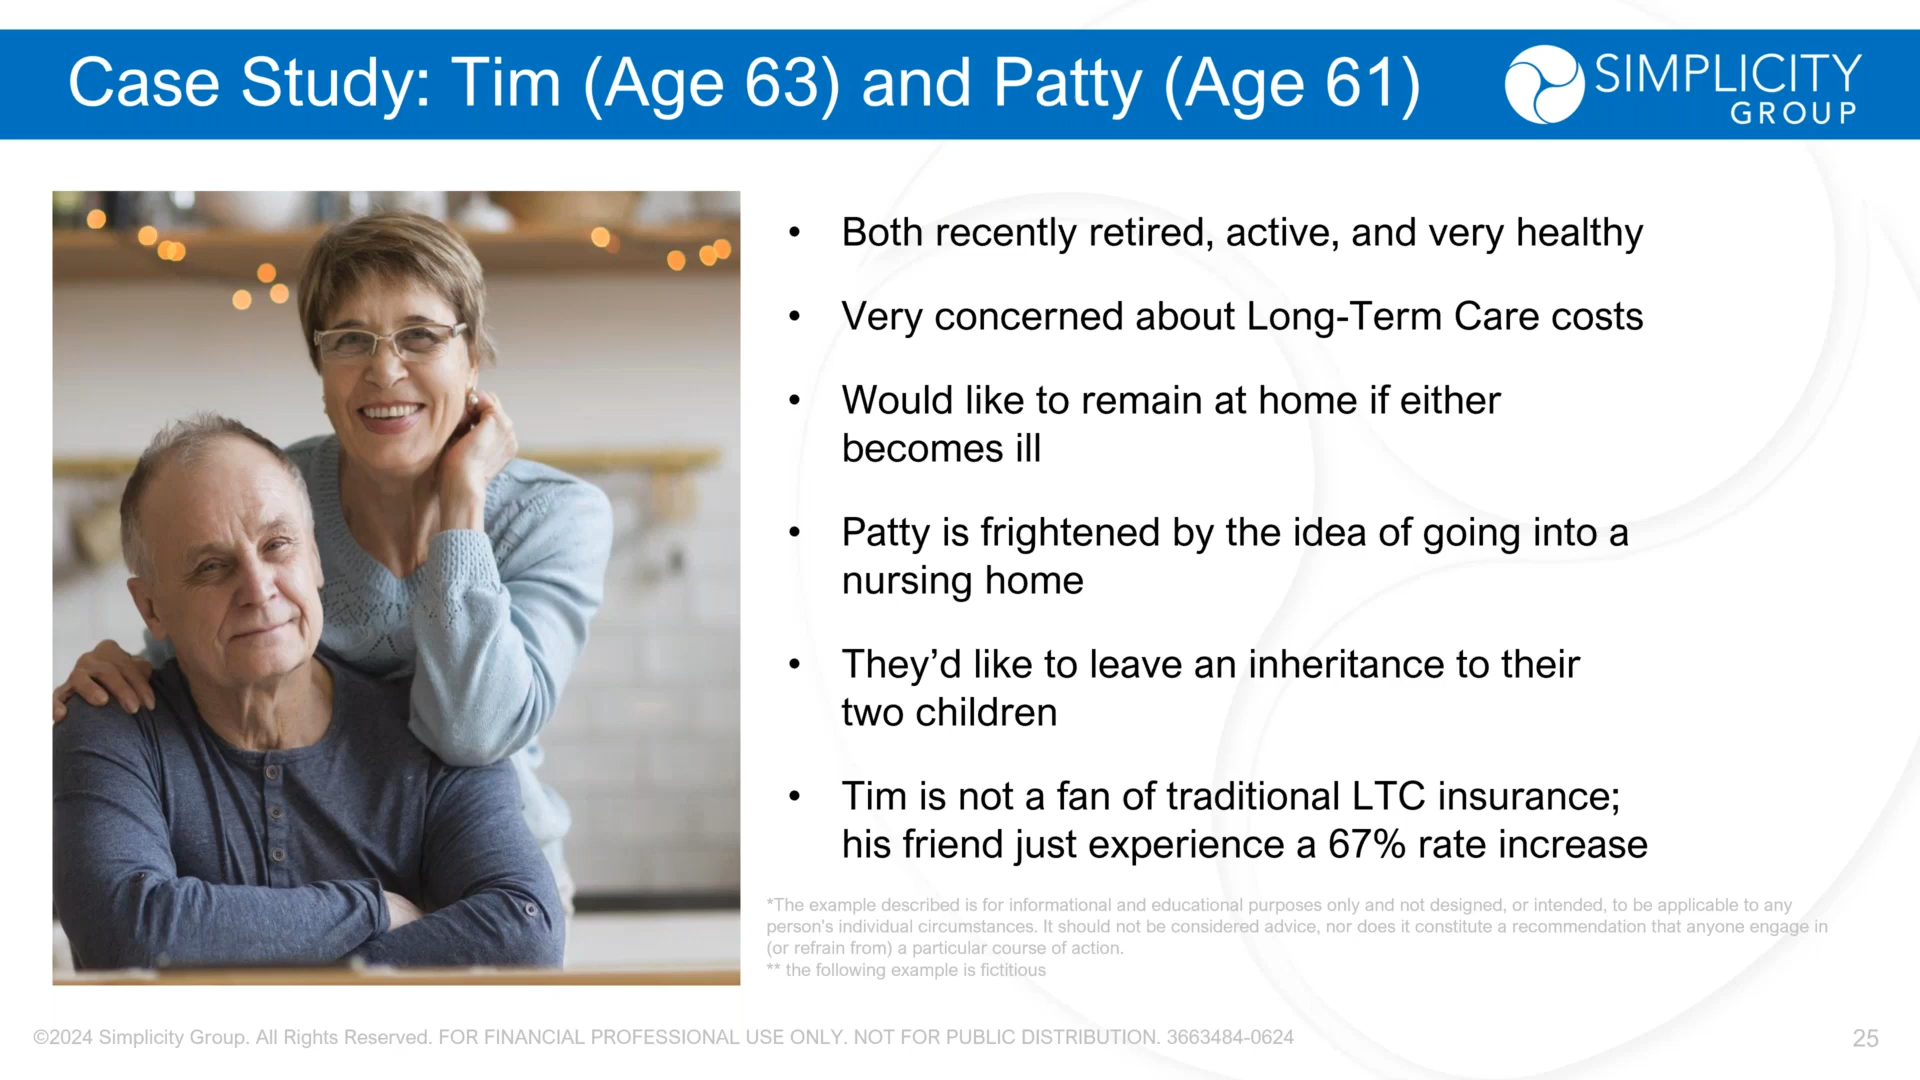 Case Study: Tim (Age 63) and Patty (Age 61)
SIMPLICITY
GROUP
• Both recently retired, active, and very healthy
• Very concerned about Long-Term Care costs
• Would like to remain at home if either
becomes ill
• Patty is frightened by the idea of going into a
nursing home
• They’d like to leave an inheritance to their
two children
• Tim is not a fan of traditional LTC insurance;
his friend just experience a 67% rate increase
*The example described is for informational and educational purposes only and not designed, or intended, to be applicable to any
person's individual circumstances. It should not be considered advice, nor does it constitute a recommendation that anyone engage in
(or refrain from) a particular course of action.
** the following example is fictitious
©2024 Simplicity Group. All Rights Reserved. FOR FINANCIAL PROFESSIONAL USE ONLY. NOT FOR PUBLIC DISTRIBUTION. 3663484-0624
25